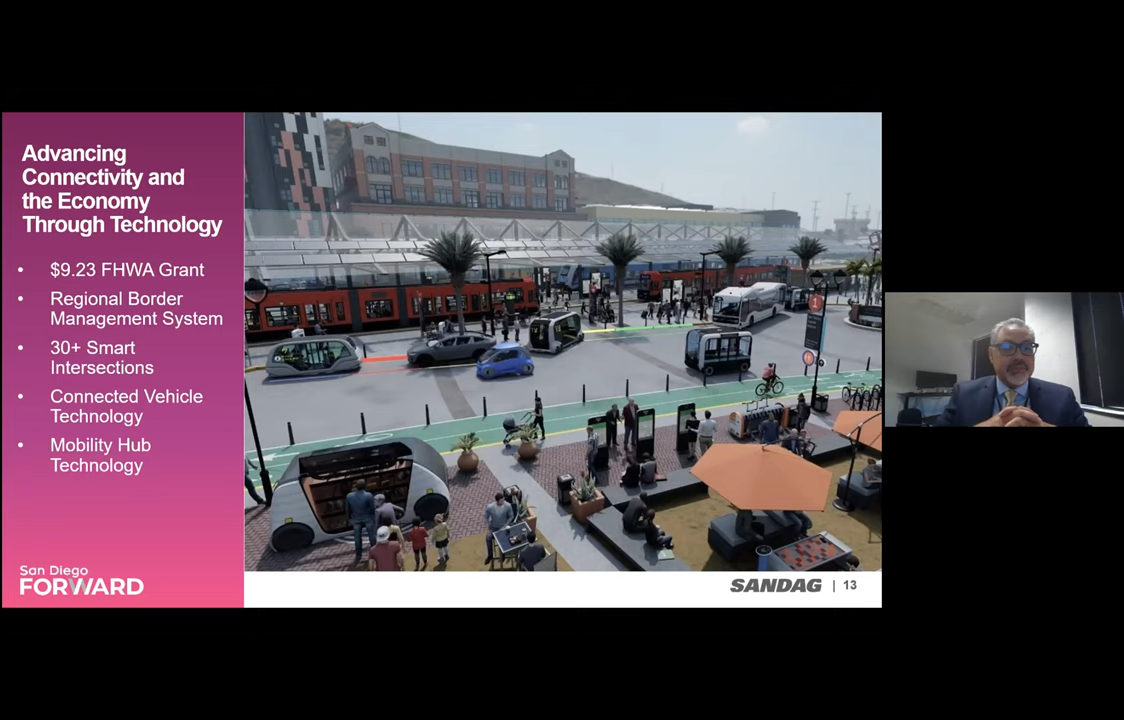 Advancing
Connectivity and
the Economy
Through Technology
• $9.23 FHWA Grant
• Regional Border
Management System
• 30+ Smart
Intersections
• Connected Vehicle
Technology
• Mobility Hub
Technology
San Diego
FORWARD
SANDAG | 13
1